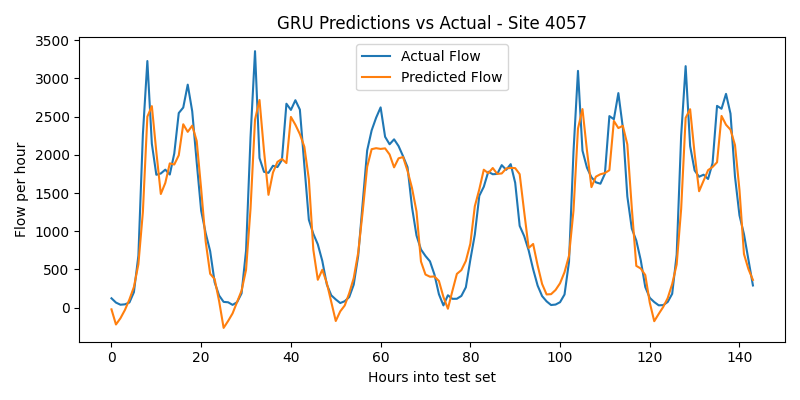 GRU Predictions vs Actual - Site 4057
Actual Flow
Predicted Flow
Flow per hour
3500
3000
2500
2000
1500
1000
500
0
0 20 40 60 80 100 120 140
Hours into test set